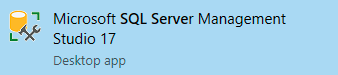 Microsoft SQL Server Management
Studio 17
Desktop app